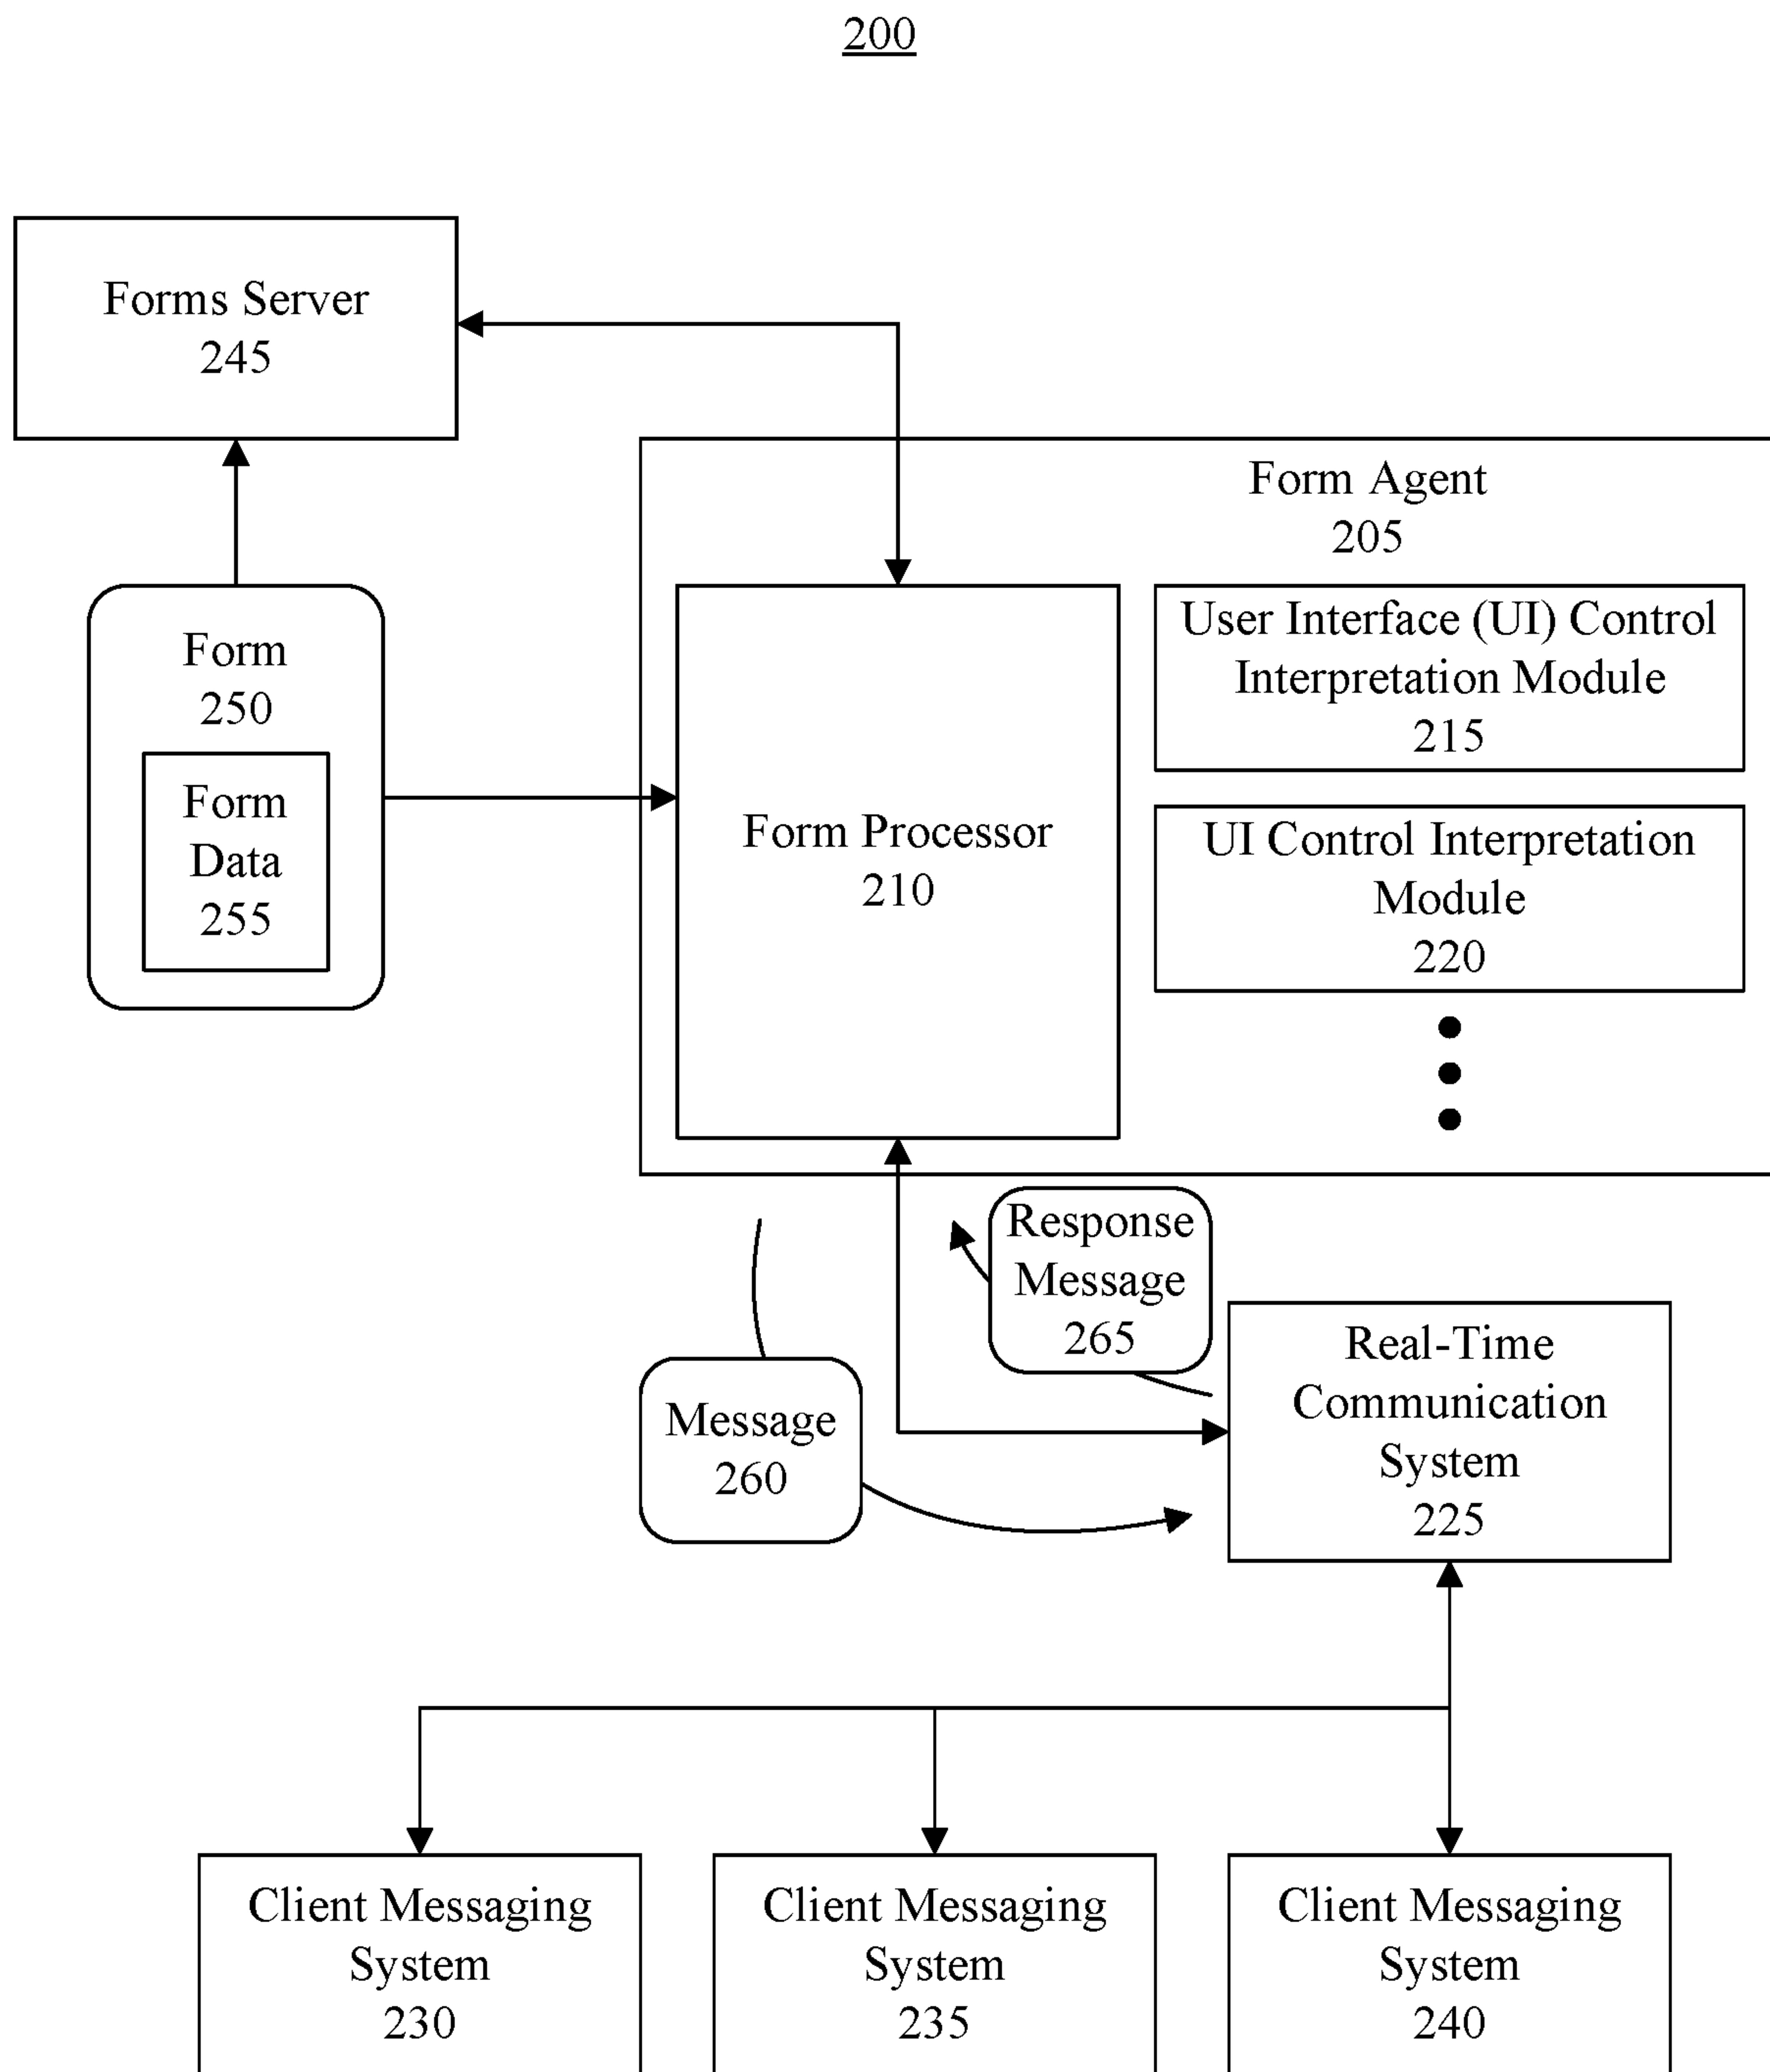 200
Forms Server
245
Form Agent
205
Form
250
Form
Data
255
Form Processor
210
User Interface (UI) Control
Interpretation Module
215
UI Control Interpretation
Module
220
Response
Message
265
Message
260
Real-Time
Communication
System
225
Client Messaging
System
230
Client Messaging
System
235
Client Messaging
System
240